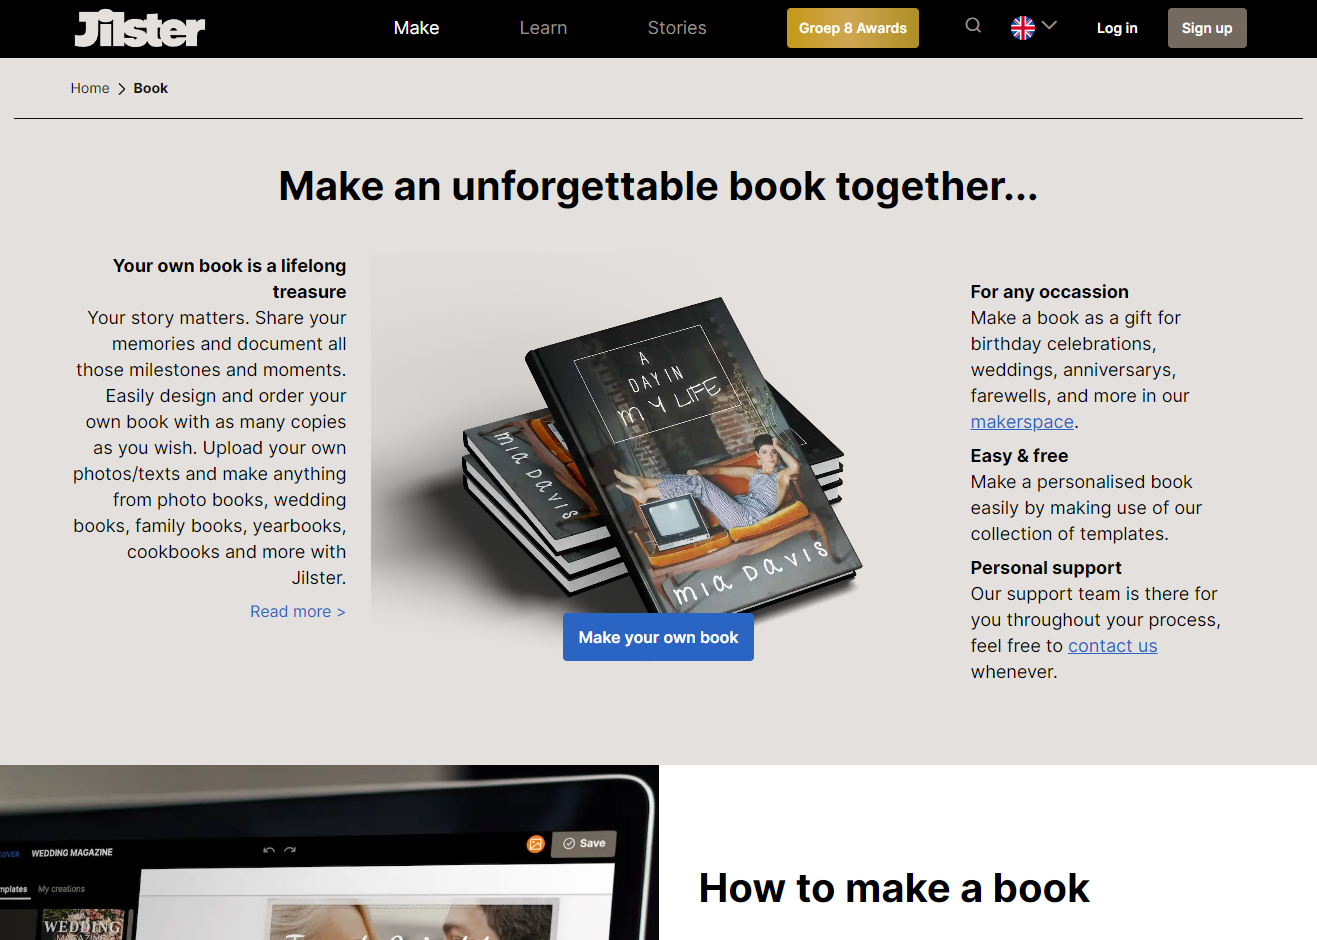 Jilster
Make
Learn
Stories
Groep 8 Awards
Log in
Sign up
Home
Book
Make an unforgettable book together...
Your own book is a lifelong
treasure
Your story matters. Share your
memories and document all
those milestones and moments.
Easily design and order your
own book with as many copies
as you wish. Upload your own
photos/texts and make anything
from photo books, wedding
books, family books, yearbooks,
cookbooks and more with
Jilster.
Read more >
A
DAY IN
MY LIFE
MIA DAVIS
MIA DAVIS
Make your own book
For any occassion
Make a book as a gift for
birthday celebrations,
weddings, anniversarys,
farewells, and more in our
makerspace.
Easy & free
Make a personalised book
easily by making use of our
collection of templates.
Personal support
Our support team is there for
you throughout your process,
feel free to contact us
whenever.
WEDDING MAGAZINE
Save
My creations
WEDDING
MAGAZINE
How to make a book